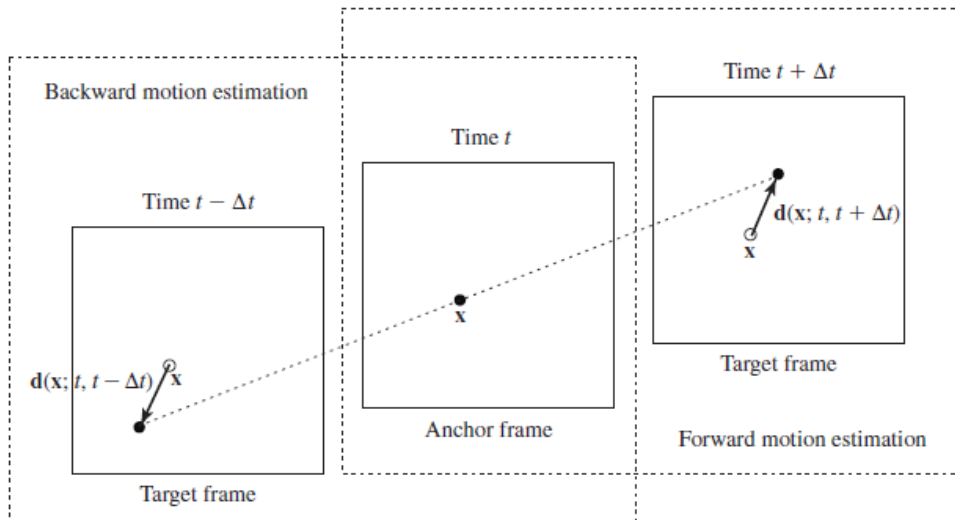 Backward motion estimation
Time t − Δt
d(x; t, t − Δt)
x
Target frame
Time t
x
Anchor frame
Time t + Δt
d(x; t, t + Δt)
x
Target frame
Forward motion estimation